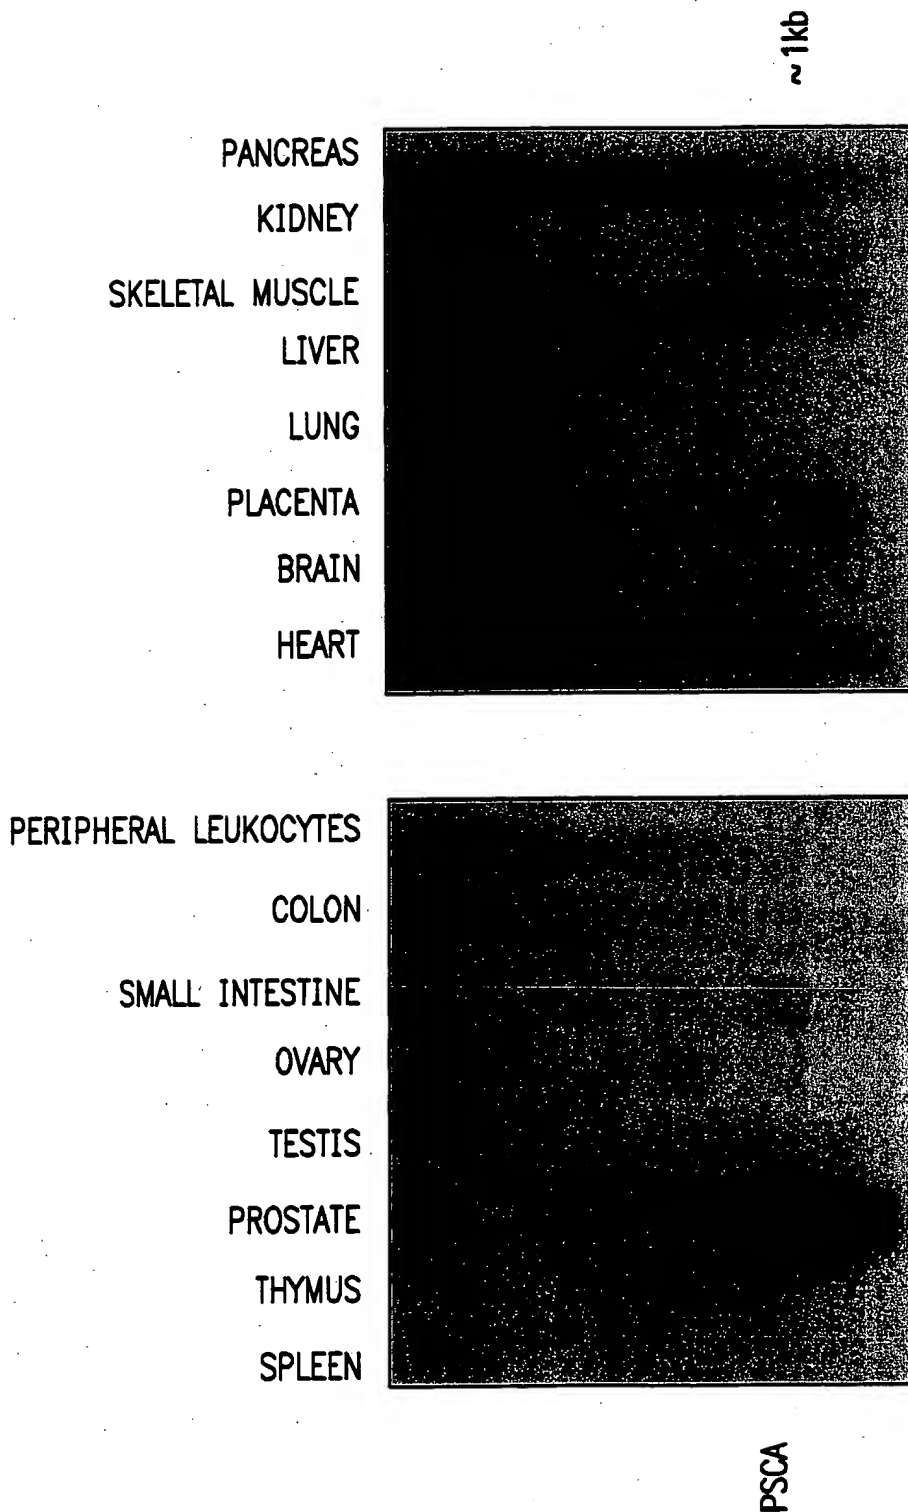 ~1kb
PANCREAS
KIDNEY
SKELETAL MUSCLE
LIVER
LUNG
PLACENTA
BRAIN
HEART
PERIPHERAL LEUKOCYTES
COLON
SMALL INTESTINE
OVARY
TESTIS
PROSTATE
THYMUS
SPLEEN
PSCA